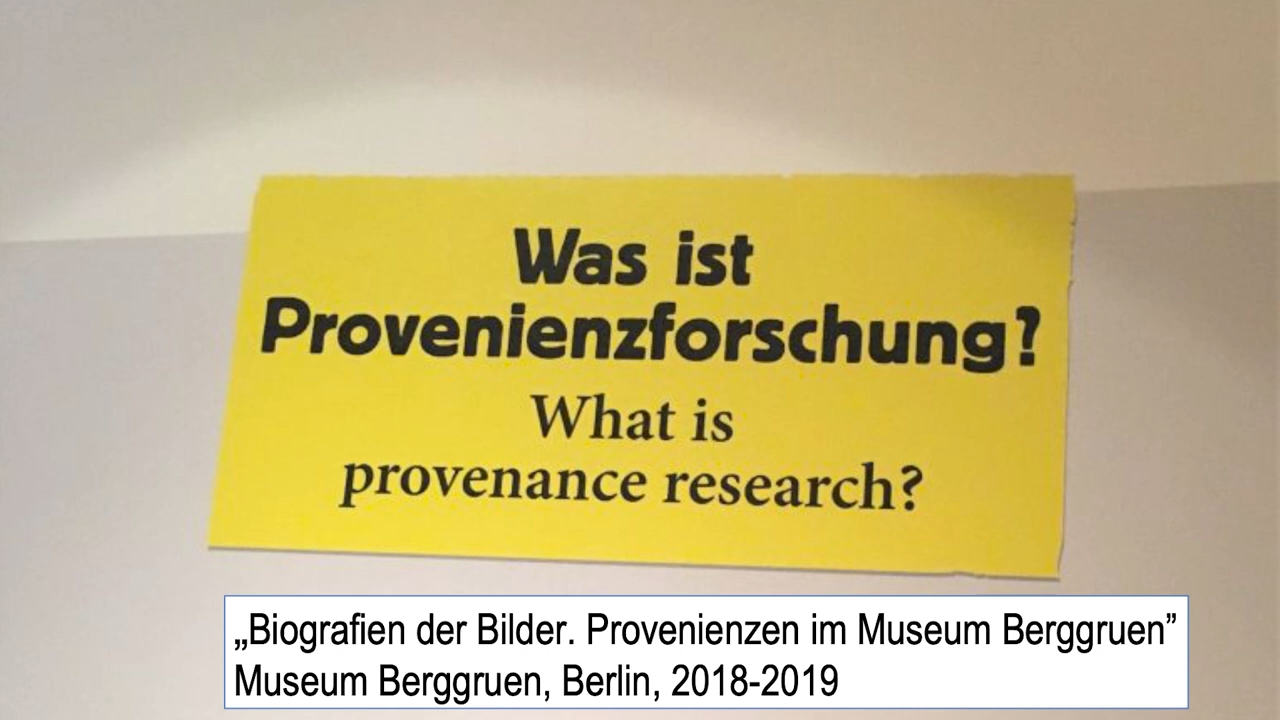 Was ist
Provenienzforschung?
What is
provenance research?
„Biografien der Bilder. Provenienzen im Museum Berggruen”
Museum Berggruen, Berlin, 2018-2019